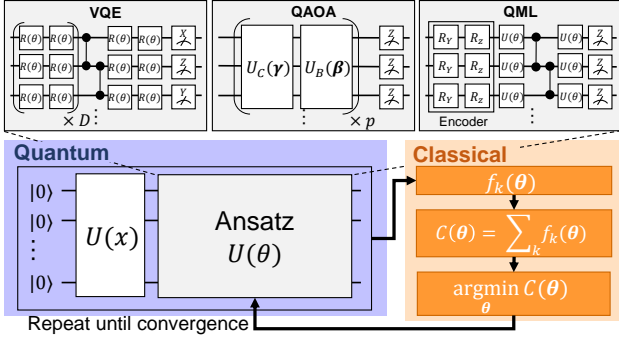 VQE
R(θ) R(θ) R(θ) R(θ) X
R(θ) R(θ) R(θ) R(θ) Z
R(θ) R(θ) R(θ) R(θ) Y
× D
QAOA
U_C(γ) U_B(β)
Z
Z
Z
× p
QML
R_Y R_z U(θ) U(θ) Z
R_Y R_z U(θ) U(θ) Z
R_Y R_z U(θ) U(θ) Z
Encoder
Quantum
|0⟩
|0⟩
|0⟩
U(x)
Ansatz
U(θ)
Classical
f_k(θ)
C(θ) = ∑_k f_k(θ)
argmin C(θ)
θ
Repeat until convergence